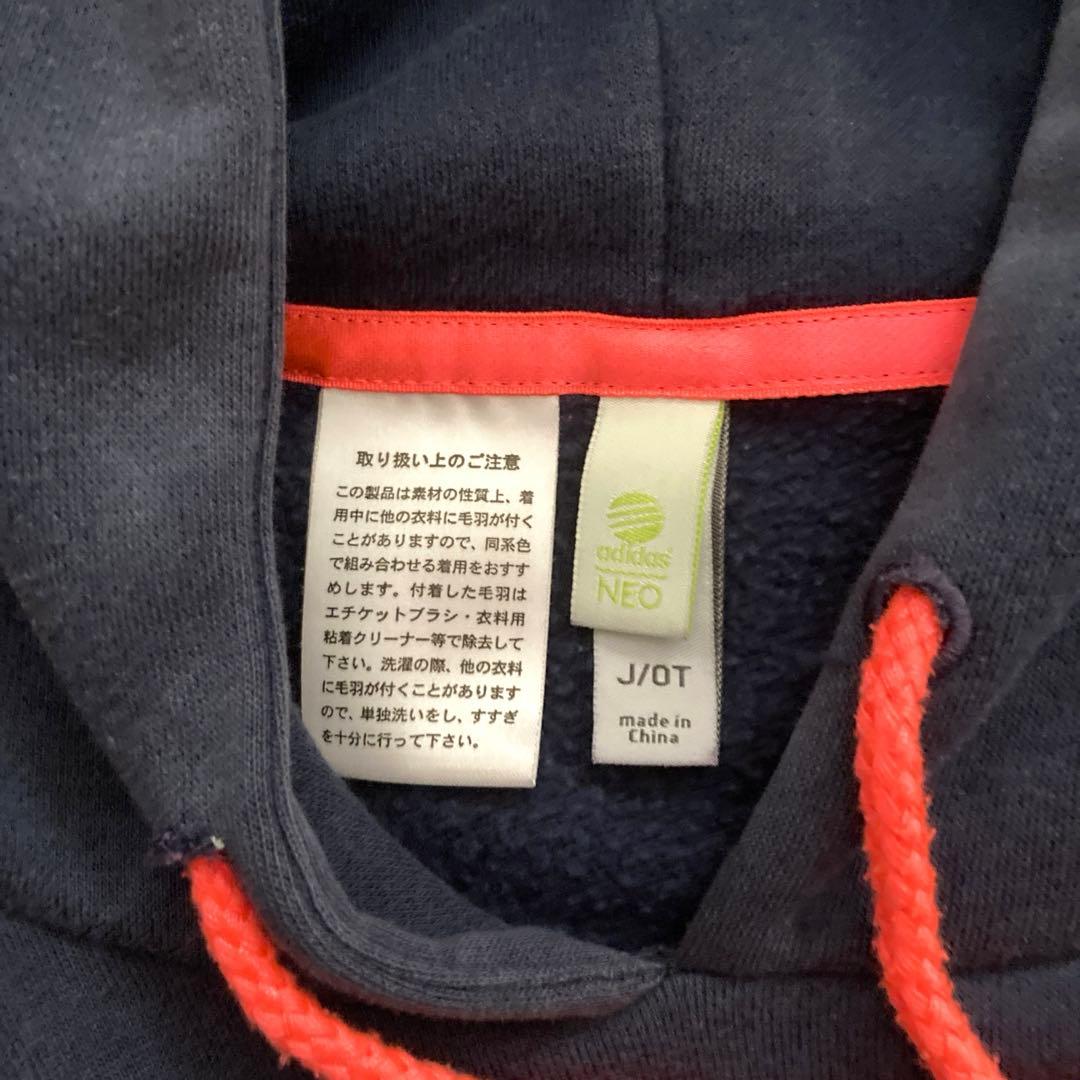 取り扱い上のご注意
この製品は素材の性質上、着
用中に他の衣料に毛羽が付く
ことがありますので、同系色
で組み合わせる着用をおすす
めします。付着した毛羽は
エチケットブラシ・衣料用
粘着クリーナー等で除去して
下さい。洗濯の際、他の衣料
に毛羽が付くことがあります
ので、単独洗いをし、すすぎ
を十分に行って下さい。
adidas
NEO
J/OT
made in
China